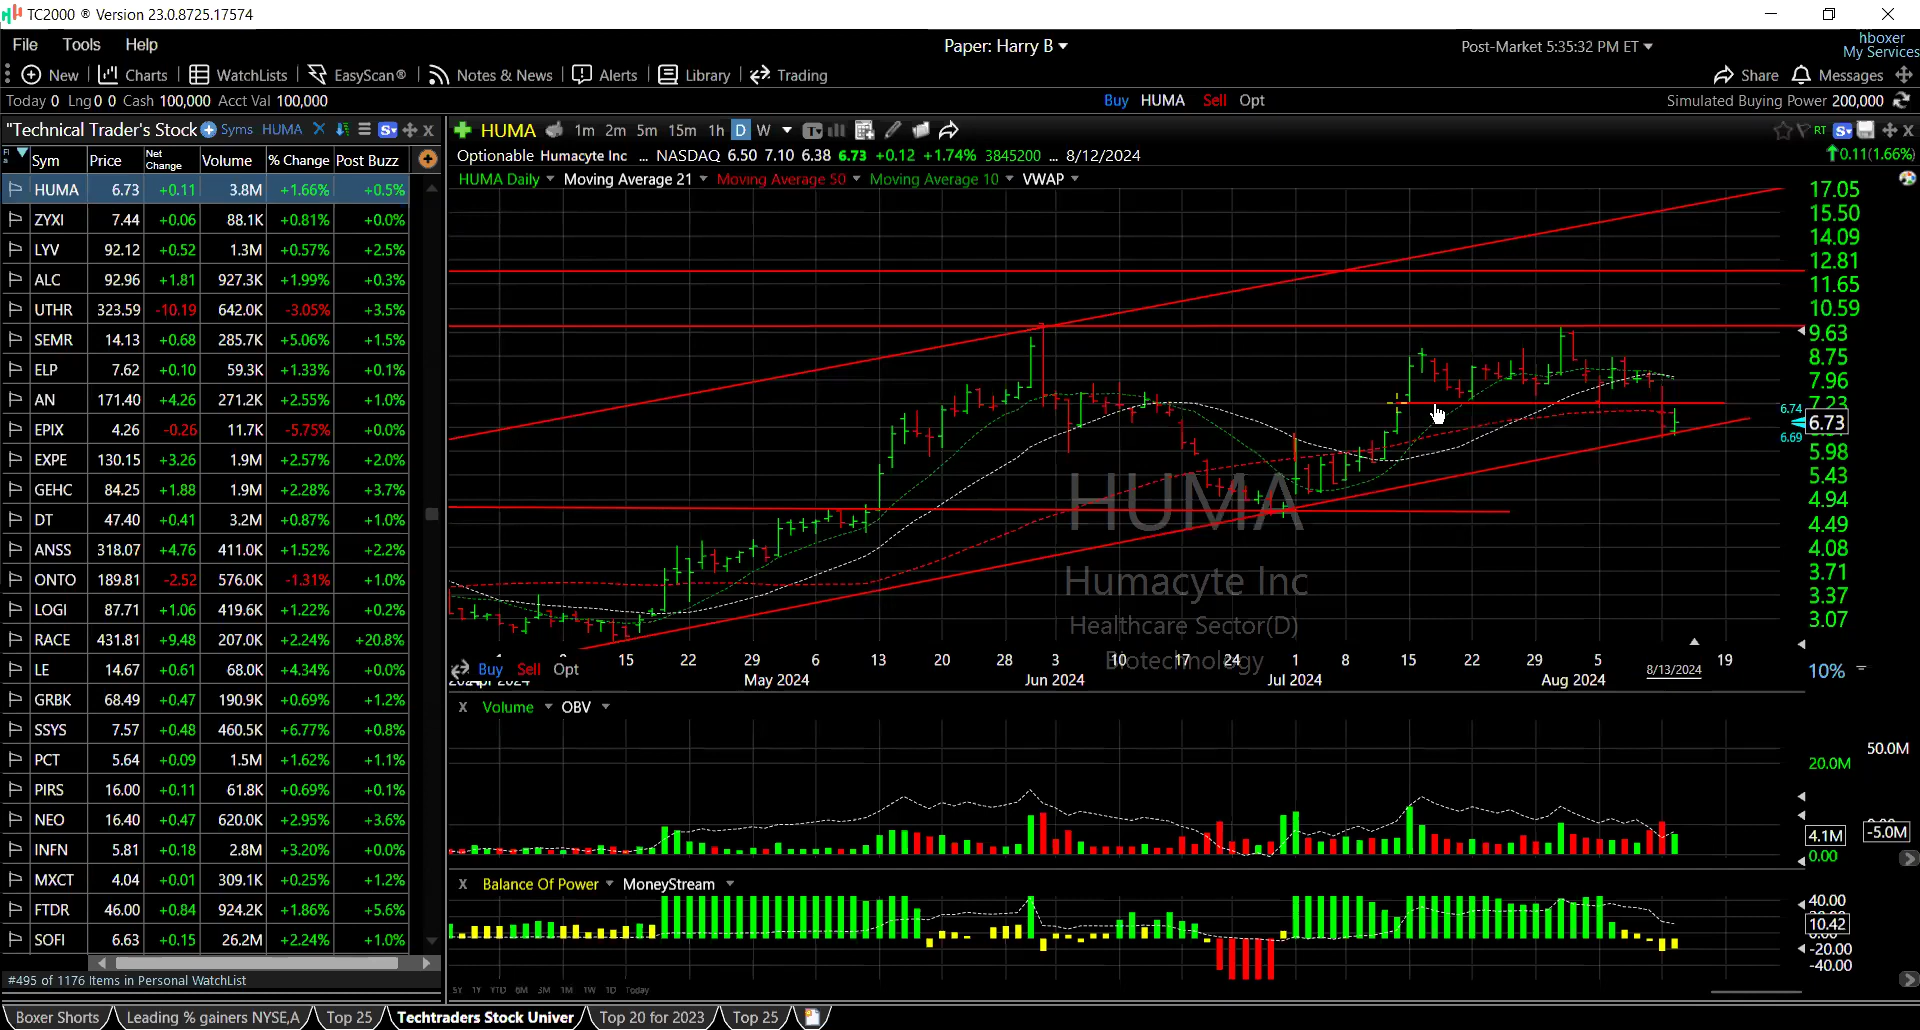 TC2000 ® Version 23.0.8725.17574
File Tools Help
Paper: Harry B
Post-Market 5:35:32 PM ET
hboxer
My Services
New Charts WatchLists EasyScan® Notes & News Alerts Library Trading
Share Messages
Today 0 Lng 0 0 Cash 100,000 Acct Val 100,000
Buy HUMA Sell Opt
Simulated Buying Power 200,000
"Technical Trader's Stock Syms HUMA
HUMA 1m 2m 5m 15m 1h D W
RT
Sym Price Net Change Volume % Change Post Buzz
Optionable Humacyte Inc ... NASDAQ 6.50 7.10 6.38 6.73 +0.12 +1.74% 3845200 ... 8/12/2024
0.11(1.66%)
HUMA Daily Moving Average 21 Moving Average 50 Moving Average 10 VWAP
HUMA 6.73 +0.11 3.8M +1.66% +0.5%
ZYXI 7.44 +0.06 88.1K +0.81% +0.0%
LYV 92.12 +0.52 1.3M +0.57% +2.5%
ALC 92.96 +1.81 927.3K +1.99% +0.3%
UTHR 323.59 -10.19 642.0K -3.05% +3.5%
SEMR 14.13 +0.68 285.7K +5.06% +1.5%
ELP 7.62 +0.10 59.3K +1.33% +0.1%
AN 171.40 +4.26 271.2K +2.55% +1.0%
EPIX 4.26 -0.26 11.7K -5.75% +0.0%
EXPE 130.15 +3.26 1.9M +2.57% +2.0%
GEHC 84.25 +1.88 1.9M +2.28% +3.7%
DT 47.40 +0.41 3.2M +0.87% +1.0%
ANSS 318.07 +4.76 411.0K +1.52% +2.2%
ONTO 189.81 -2.52 576.0K -1.31% +1.0%
LOGI 87.71 +1.06 419.6K +1.22% +0.2%
RACE 431.81 +9.48 207.0K +2.24% +20.8%
LE 14.67 +0.61 68.0K +4.34% +0.0%
GRBK 68.49 +0.47 190.9K +0.69% +1.2%
SSYS 7.57 +0.48 460.5K +6.77% +0.8%
PCT 5.64 +0.09 1.5M +1.62% +1.1%
PIRS 16.00 +0.11 61.8K +0.69% +0.1%
NEO 16.40 +0.47 620.0K +2.95% +3.6%
INFN 5.81 +0.18 2.8M +3.20% +0.0%
MXCT 4.04 +0.01 309.1K +0.25% +1.2%
FTDR 46.00 +0.84 924.2K +1.86% +5.6%
SOFI 6.63 +0.15 26.2M +2.24% +1.0%
#495 of 1176 Items in Personal WatchList
17.05
15.50
14.09
12.81
11.65
10.59
9.63
8.75
7.96
7.23
6.74
6.73
6.69
5.98
5.43
4.94
4.49
4.08
3.71
3.37
3.07
HUMA
Humacyte Inc
Healthcare Sector(D)
Biotechnology
15 22 29 6 13 20 28 3 10 17 24 1 8 15 22 29 5 19
Buy Sell Opt
8/13/2024
10%
May 2024 Jun 2024 Jul 2024 Aug 2024
X Volume OBV
50.0M
20.0M
4.1M
-5.0M
0.00
X Balance Of Power MoneyStream
40.00
10.42
-20.00
-40.00
5Y 1Y YTD 6M 3M 1M 1W 1D Today
Boxer Shorts Leading % gainers NYSE,A Top 25 Techtraders Stock Univer Top 20 for 2023 Top 25